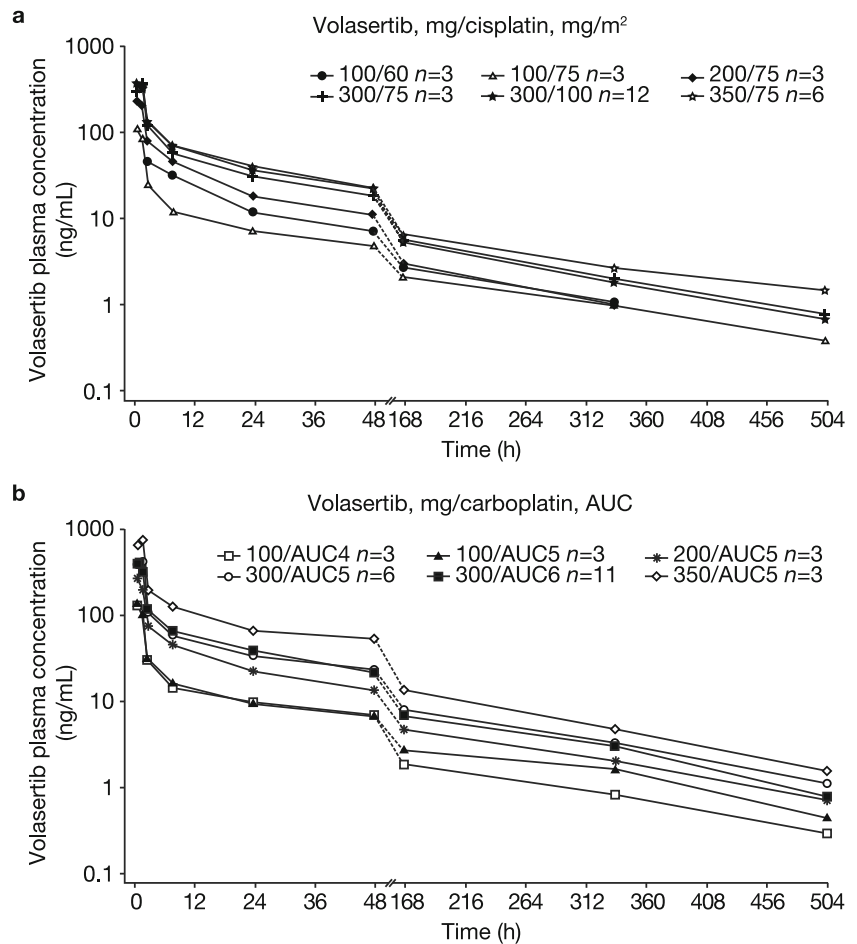 a
Volasertib, mg/cisplatin, mg/m²
1000
100
10
1
0.1
Volasertib plasma concentration
(ng/mL)
100/60 n=3 100/75 n=3 200/75 n=3
300/75 n=3 300/100 n=12 350/75 n=6
0 12 24 36 48 168 216 264 312 360 408 456 504
Time (h)
b
Volasertib, mg/carboplatin, AUC
1000
100
10
1
0.1
Volasertib plasma concentration
(ng/mL)
100/AUC4 n=3 100/AUC5 n=3 200/AUC5 n=3
300/AUC5 n=6 300/AUC6 n=11 350/AUC5 n=3
0 12 24 36 48 168 216 264 312 360 408 456 504
Time (h)